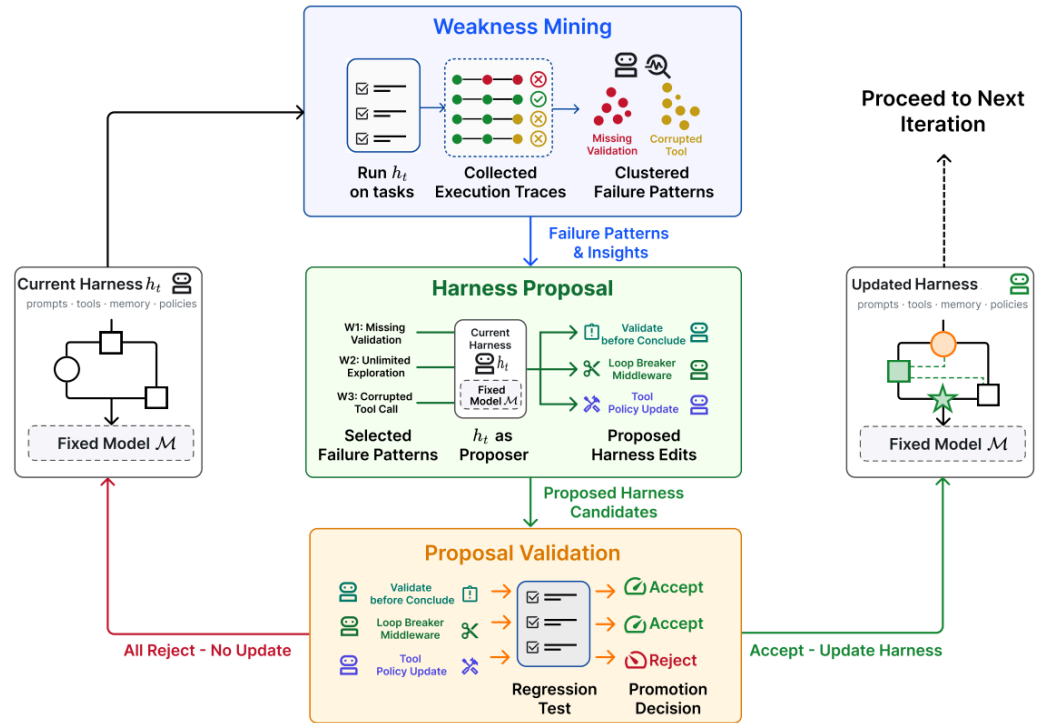 Weakness Mining
Run h_t
on tasks
Collected
Execution Traces
Missing
Validation
Corrupted
Tool
Clustered
Failure Patterns
Failure Patterns
& Insights
Proceed to Next
Iteration
Current Harness h_t
prompts · tools · memory · policies
Fixed Model M
Harness Proposal
W1: Missing
Validation
W2: Unlimited
Exploration
W3: Corrupted
Tool Call
Selected
Failure Patterns
Current
Harness
h_t
Fixed
Model M
h_t as
Proposer
Validate
before Conclude
Loop Breaker
Middleware
Tool
Policy Update
Proposed
Harness Edits
Updated Harness
prompts · tools · memory · policies
Fixed Model M
Proposed Harness
Candidates
Proposal Validation
Validate
before Conclude
Loop Breaker
Middleware
Tool
Policy Update
Regression
Test
Accept
Accept
Reject
Promotion
Decision
All Reject - No Update
Accept - Update Harness